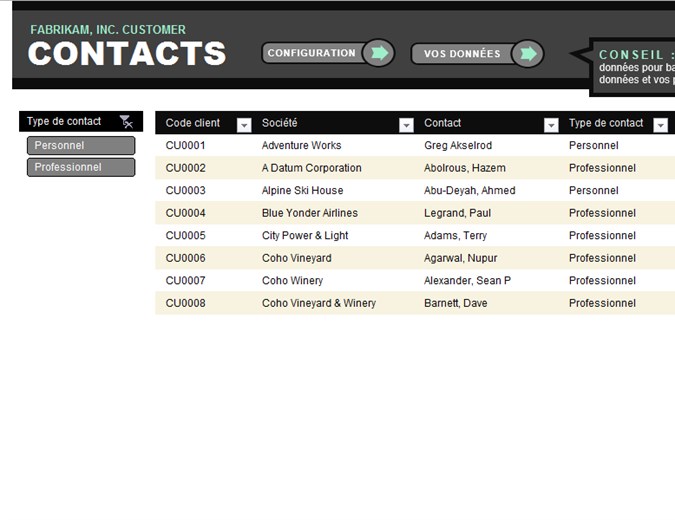 FABRIKAM, INC. CUSTOMER
CONTACTS
CONFIGURATION
VOS DONNÉES
CONSEIL :
données pour ba
données et vos p
Type de contact
Personnel
Professionnel
Code client Société Contact Type de contact
CU0001 Adventure Works Greg Akselrod Personnel
CU0002 A Datum Corporation Abolrous, Hazem Professionnel
CU0003 Alpine Ski House Abu-Deyah, Ahmed Personnel
CU0004 Blue Yonder Airlines Legrand, Paul Professionnel
CU0005 City Power & Light Adams, Terry Professionnel
CU0006 Coho Vineyard Agarwal, Nupur Professionnel
CU0007 Coho Winery Alexander, Sean P Professionnel
CU0008 Coho Vineyard & Winery Barnett, Dave Professionnel